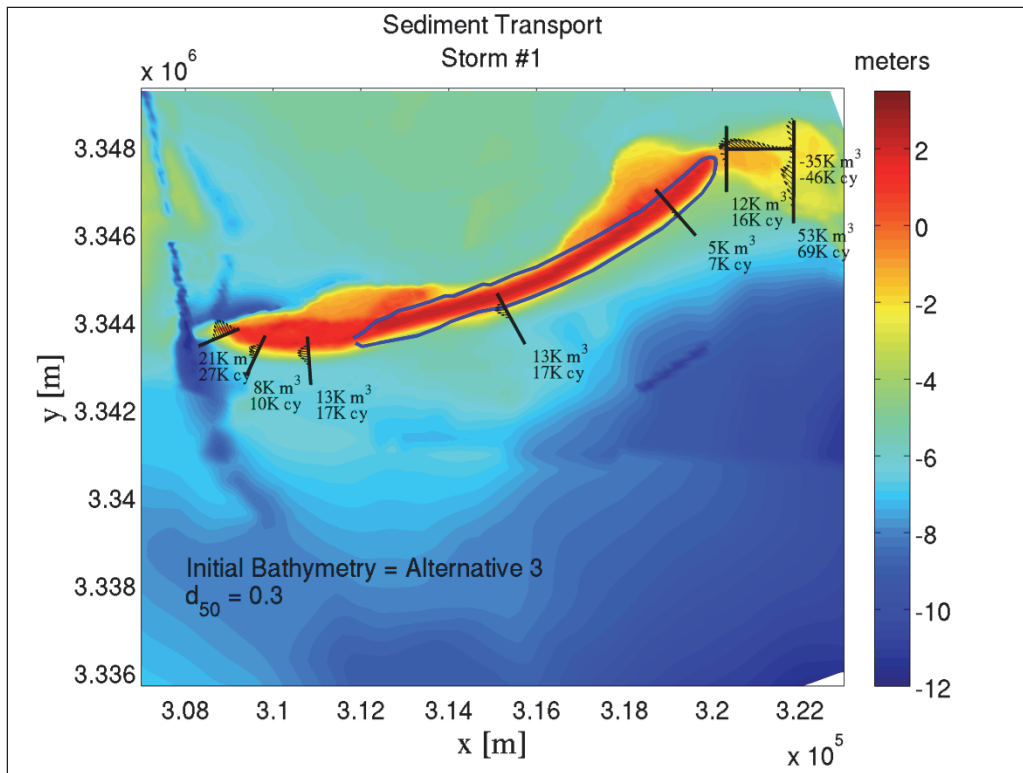 Sediment Transport
Storm #1
x 10^6
meters
3.348
3.346
3.344
3.342
3.34
3.338
3.336
y [m]
-35K m^3
-46K cy
12K m^3
16K cy
53K m^3
69K cy
5K m^3
7K cy
13K m^3
17K cy
21K m^3
27K cy
8K m^3
10K cy
13K m^3
17K cy
Initial Bathymetry = Alternative 3
d_50 = 0.3
3.08
3.1
3.12
3.14
3.16
3.18
3.2
3.22
x [m]
x 10^5
2
0
-2
-4
-6
-8
-10
-12